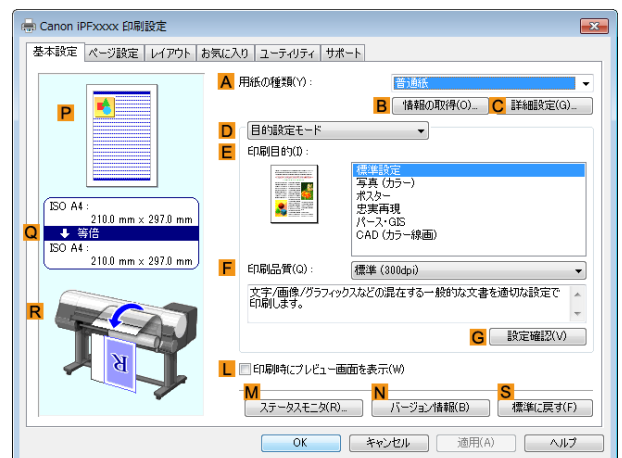 Canon iPFxxxx 印刷設定
基本設定 ページ設定 レイアウト お気に入り ユーティリティ サポート
A 用紙の種類(Y): 普通紙
B 情報の取得(O)... C 詳細設定(G)...
P
D 目的設定モード
E 印刷目的(I):
標準設定
写真 (カラー)
ポスター
忠実再現
パース・GIS
CAD (カラー線画)
ISO A4 :
210.0 mm x 297.0 mm
Q 等倍
ISO A4 :
210.0 mm x 297.0 mm
F 印刷品質(Q): 標準 (300dpi)
文字/画像/グラフィックスなどの混在する一般的な文書を適切な設定で
印刷します。
R
R
G 設定確認(V)
L 印刷時にプレビュー画面を表示(W)
M N S
ステータスモニタ(R)... バージョン情報(B) 標準に戻す(F)
OK キャンセル 適用(A) ヘルプ